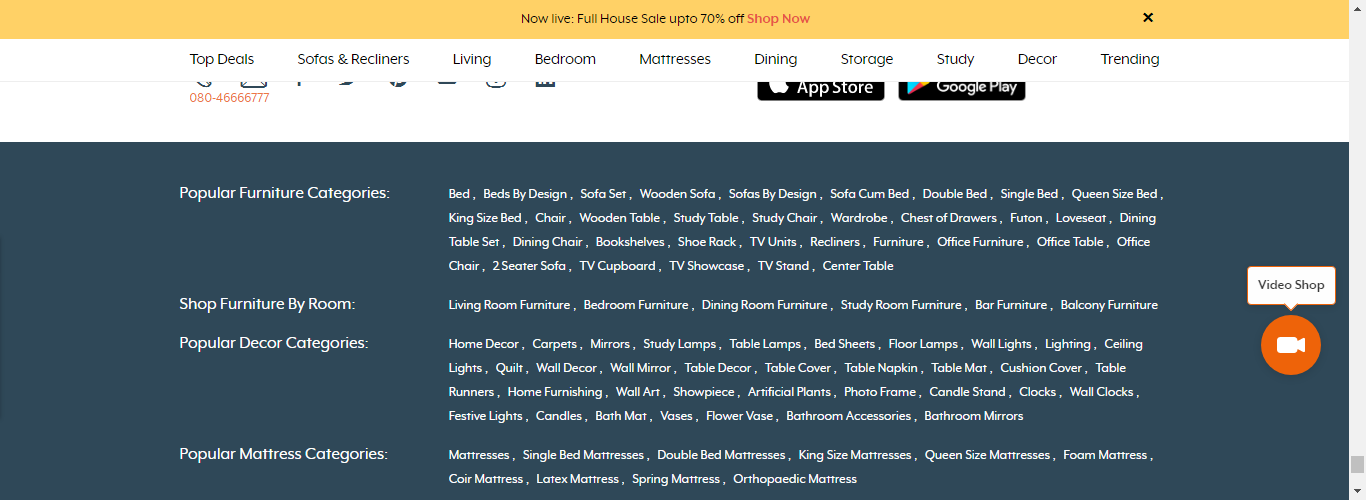 Now live: Full House Sale upto 70% off Shop Now
Top Deals Sofas & Recliners Living Bedroom Mattresses Dining Storage Study Decor Trending
080-46666777
App Store Google Play
Popular Furniture Categories: Bed , Beds By Design , Sofa Set , Wooden Sofa , Sofas By Design , Sofa Cum Bed , Double Bed , Single Bed , Queen Size Bed ,
King Size Bed , Chair , Wooden Table , Study Table , Study Chair , Wardrobe , Chest of Drawers , Futon , Loveseat , Dining
Table Set , Dining Chair , Bookshelves , Shoe Rack , TV Units , Recliners , Furniture , Office Furniture , Office Table , Office
Chair , 2 Seater Sofa , TV Cupboard , TV Showcase , TV Stand , Center Table
Video Shop
Shop Furniture By Room: Living Room Furniture , Bedroom Furniture , Dining Room Furniture , Study Room Furniture , Bar Furniture , Balcony Furniture
Popular Decor Categories: Home Decor , Carpets , Mirrors , Study Lamps , Table Lamps , Bed Sheets , Floor Lamps , Wall Lights , Lighting , Ceiling
Lights , Quilt , Wall Decor , Wall Mirror , Table Decor , Table Cover , Table Napkin , Table Mat , Cushion Cover , Table
Runners , Home Furnishing , Wall Art , Showpiece , Artificial Plants , Photo Frame , Candle Stand , Clocks , Wall Clocks ,
Festive Lights , Candles , Bath Mat , Vases , Flower Vase , Bathroom Accessories , Bathroom Mirrors
Popular Mattress Categories: Mattresses , Single Bed Mattresses , Double Bed Mattresses , King Size Mattresses , Queen Size Mattresses , Foam Mattress ,
Coir Mattress , Latex Mattress , Spring Mattress , Orthopaedic Mattress